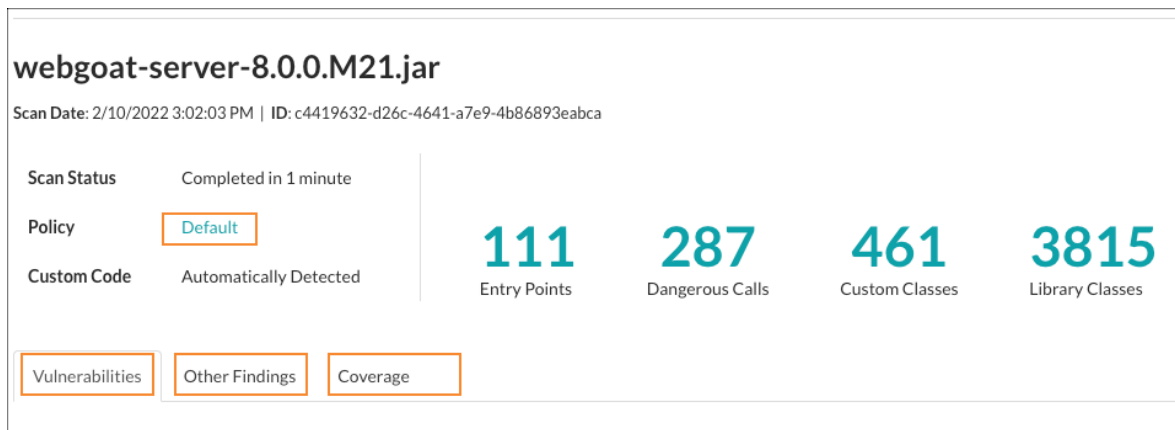 webgoat-server-8.0.0.M21.jar
Scan Date: 2/10/2022 3:02:03 PM | ID: c4419632-d26c-4641-a7e9-4b86893eabca
Scan Status Completed in 1 minute
Policy Default
Custom Code Automatically Detected
111 287 461 3815
Entry Points Dangerous Calls Custom Classes Library Classes
Vulnerabilities Other Findings Coverage